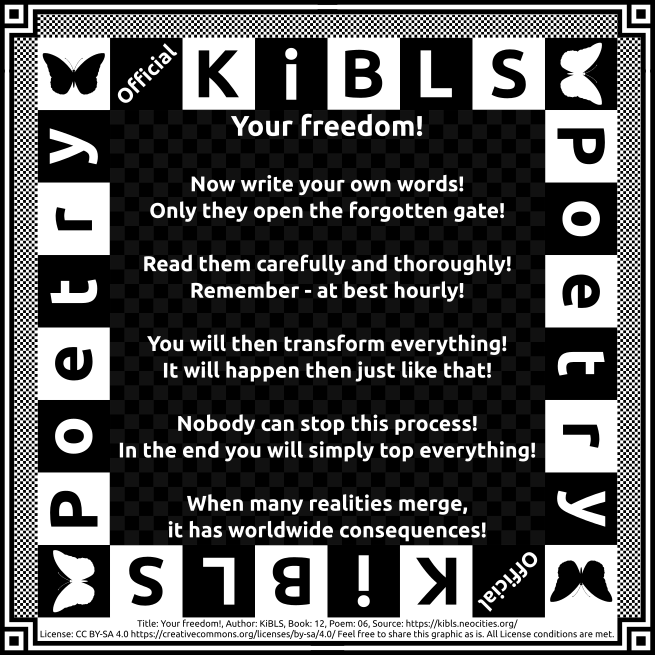 Official KiBLS
Poetry
Poetry
Your freedom!
Now write your own words!
Only they open the forgotten gate!
Read them carefully and thoroughly!
Remember - at best hourly!
You will then transform everything!
It will happen then just like that!
Nobody can stop this process!
In the end you will simply top everything!
When many realities merge,
it has worldwide consequences!
Official KiBLS
Title: Your freedom!, Author: KiBLS, Book: 12, Poem: 06, Source: https://kibls.neocities.org/
License: CC BY-SA 4.0 https://creativecommons.org/licenses/by-sa/4.0/ Feel free to share this graphic as is. All License conditions are met.